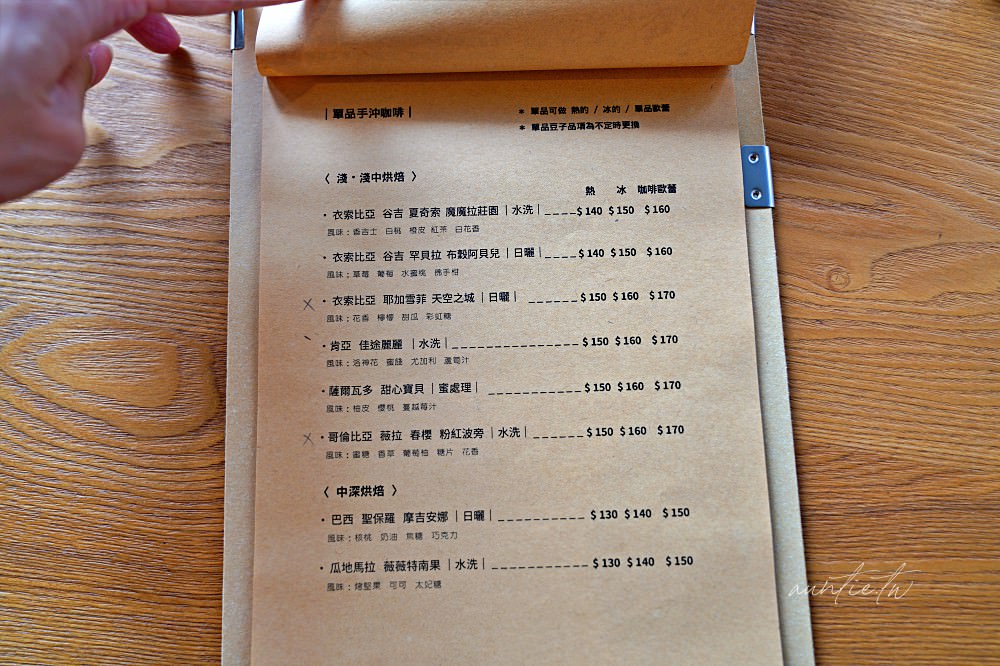 ｜單品手沖咖啡｜
＊ 單品可做 熱的 / 冰的 / 單品歐蕾
＊ 單品豆子品項為不定時更換
〈 淺・淺中烘焙 〉
熱 冰 咖啡歐蕾
・衣索比亞 谷吉 夏奇索 魔魔拉莊園｜水洗｜____$140 $150 $160
風味：香吉士 白桃 橙皮 紅茶 白花香
・衣索比亞 谷吉 罕貝拉 布穀阿貝兒｜日曬｜____$140 $150 $160
風味：草莓 葡萄 水蜜桃 佛手柑
・衣索比亞 耶加雪菲 天空之城｜日曬｜ ______$150 $160 $170
風味：花香 檸檬 甜瓜 彩虹糖
・肯亞 佳途麗麗 ｜水洗｜_______________$150 $160 $170
風味：洛神花 蜜餞 尤加利 蘆筍汁
・薩爾瓦多 甜心寶貝｜蜜處理｜ ___________$150 $160 $170
風味：柚皮 櫻桃 蔓越莓汁
・哥倫比亞 薇拉 春櫻 粉紅波旁｜水洗｜______$150 $160 $170
風味：蜜糖 香草 葡萄柚 糖片 花香
〈 中深烘焙 〉
・巴西 聖保羅 摩吉安娜｜日曬｜__________$130 $140 $150
風味：核桃 奶油 焦糖 巧克力
・瓜地馬拉 薇薇特南果｜水洗｜___________$130 $140 $150
風味：烤堅果 可可 太妃糖
auntie.tw